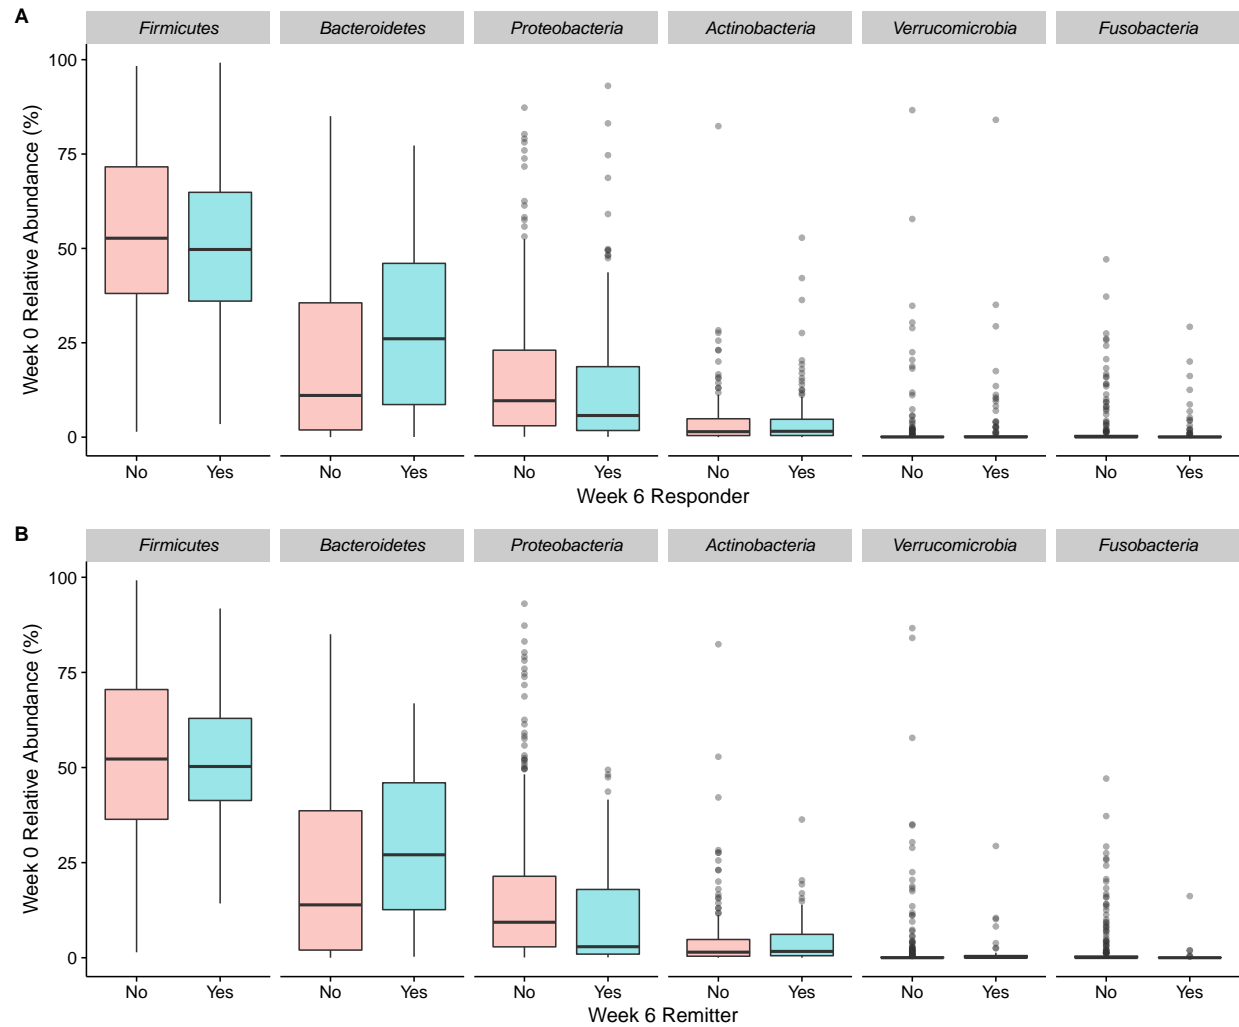 A
Firmicutes Bacteroidetes Proteobacteria Actinobacteria Verrucomicrobia Fusobacteria
Week 0 Relative Abundance (%)
100
75
50
25
0
No Yes No Yes No Yes No Yes No Yes No Yes
Week 6 Responder
B
Firmicutes Bacteroidetes Proteobacteria Actinobacteria Verrucomicrobia Fusobacteria
Week 0 Relative Abundance (%)
100
75
50
25
0
No Yes No Yes No Yes No Yes No Yes No Yes
Week 6 Remitter